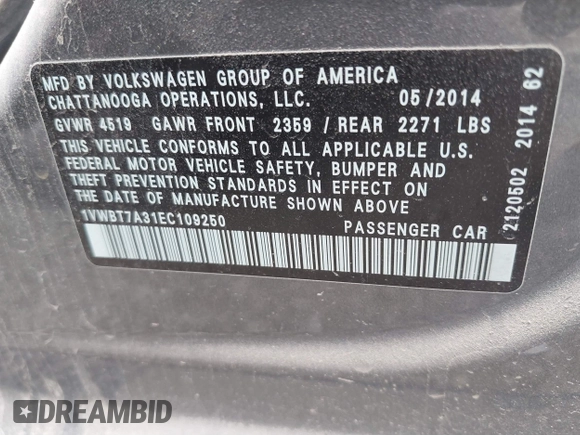 MFD BY VOLKSWAGEN GROUP OF AMERICA
CHATTANOOGA OPERATIONS, LLC. 05/2014
GVWR 4519 GAWR FRONT 2359 / REAR 2271 LBS
THIS VEHICLE CONFORMS TO ALL APPLICABLE U.S.
FEDERAL MOTOR VEHICLE SAFETY, BUMPER AND
THEFT PREVENTION STANDARDS IN EFFECT ON
THE DATE OF MANUFACTURE SHOWN ABOVE
1VWBT7A31EC109250 PASSENGER CAR
2120502 2014 62
DREAMBID